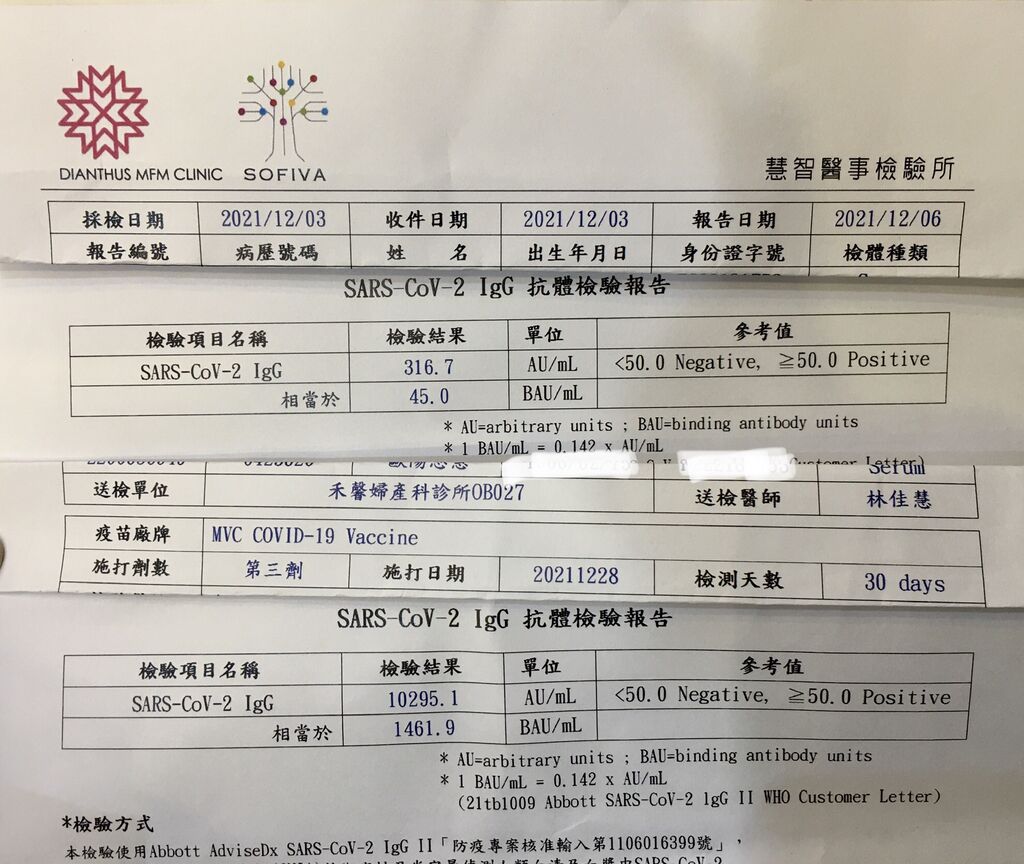 DIANTHUS MFM CLINIC SOFIVA 慧智醫事檢驗所
採檢日期 2021/12/03 收件日期 2021/12/03 報告日期 2021/12/06
報告編號 病歷號碼 姓 名 出生年月日 身份證字號 檢體種類
SARS-CoV-2 IgG 抗體檢驗報告
檢驗項目名稱 檢驗結果 單位 參考值
SARS-CoV-2 IgG 316.7 AU/mL <50.0 Negative, ≧50.0 Positive
相當於 45.0 BAU/mL
* AU=arbitrary units ; BAU=binding antibody units
* 1 BAU/mL = 0.142 x AU/mL
Customer Letter)
Serum
送檢單位 禾馨婦產科診所OB027 送檢醫師 林佳慧
疫苗廠牌 MVC COVID-19 Vaccine
施打劑數 第三劑 施打日期 20211228 檢測天數 30 days
SARS-CoV-2 IgG 抗體檢驗報告
檢驗項目名稱 檢驗結果 單位 參考值
SARS-CoV-2 IgG 10295.1 AU/mL <50.0 Negative, ≧50.0 Positive
相當於 1461.9 BAU/mL
* AU=arbitrary units ; BAU=binding antibody units
* 1 BAU/mL = 0.142 x AU/mL
(21tb1009 Abbott SARS-CoV-2 lgG II WHO Customer Letter)
*檢驗方式
本檢驗使用Abbott AdviseDx SARS-CoV-2 IgG II「防疫專案核准輸入第1106016399號」，